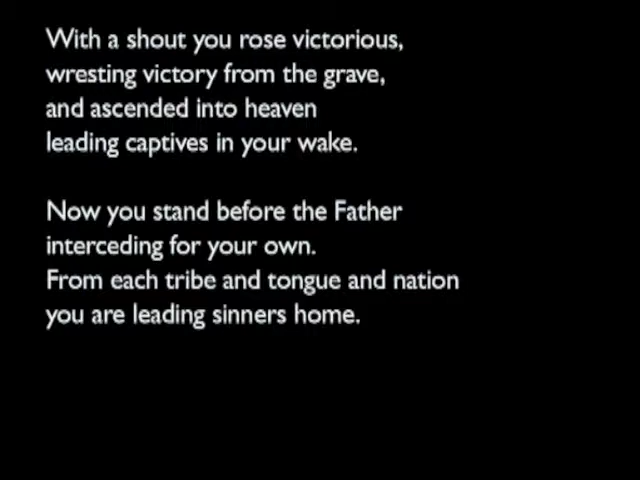 With a shout you rose victorious,
wresting victory from the grave,
and ascended into heaven
leading captives in your wake.
Now you stand before the Father
interceding for your own.
From each tribe and tongue and nation
you are leading sinners home.